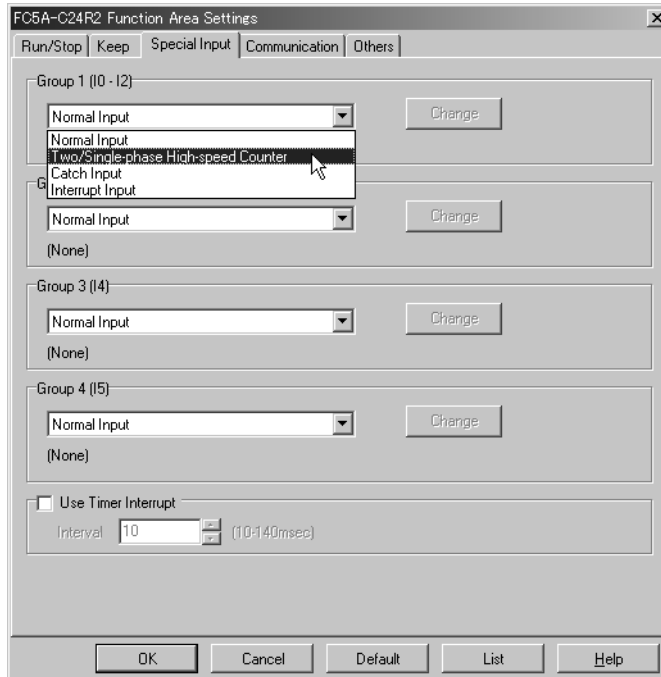 FC5A-C24R2 Function Area Settings
Run/Stop Keep Special Input Communication Others
Group 1 (I0 - I2)
Normal Input Change
Normal Input
Two/Single-phase High-speed Counter
Catch Input
Interrupt Input
G
Normal Input Change
(None)
Group 3 (I4)
Normal Input Change
(None)
Group 4 (I5)
Normal Input Change
(None)
Use Timer Interrupt
Interval 10 (10-140msec)
OK Cancel Default List Help